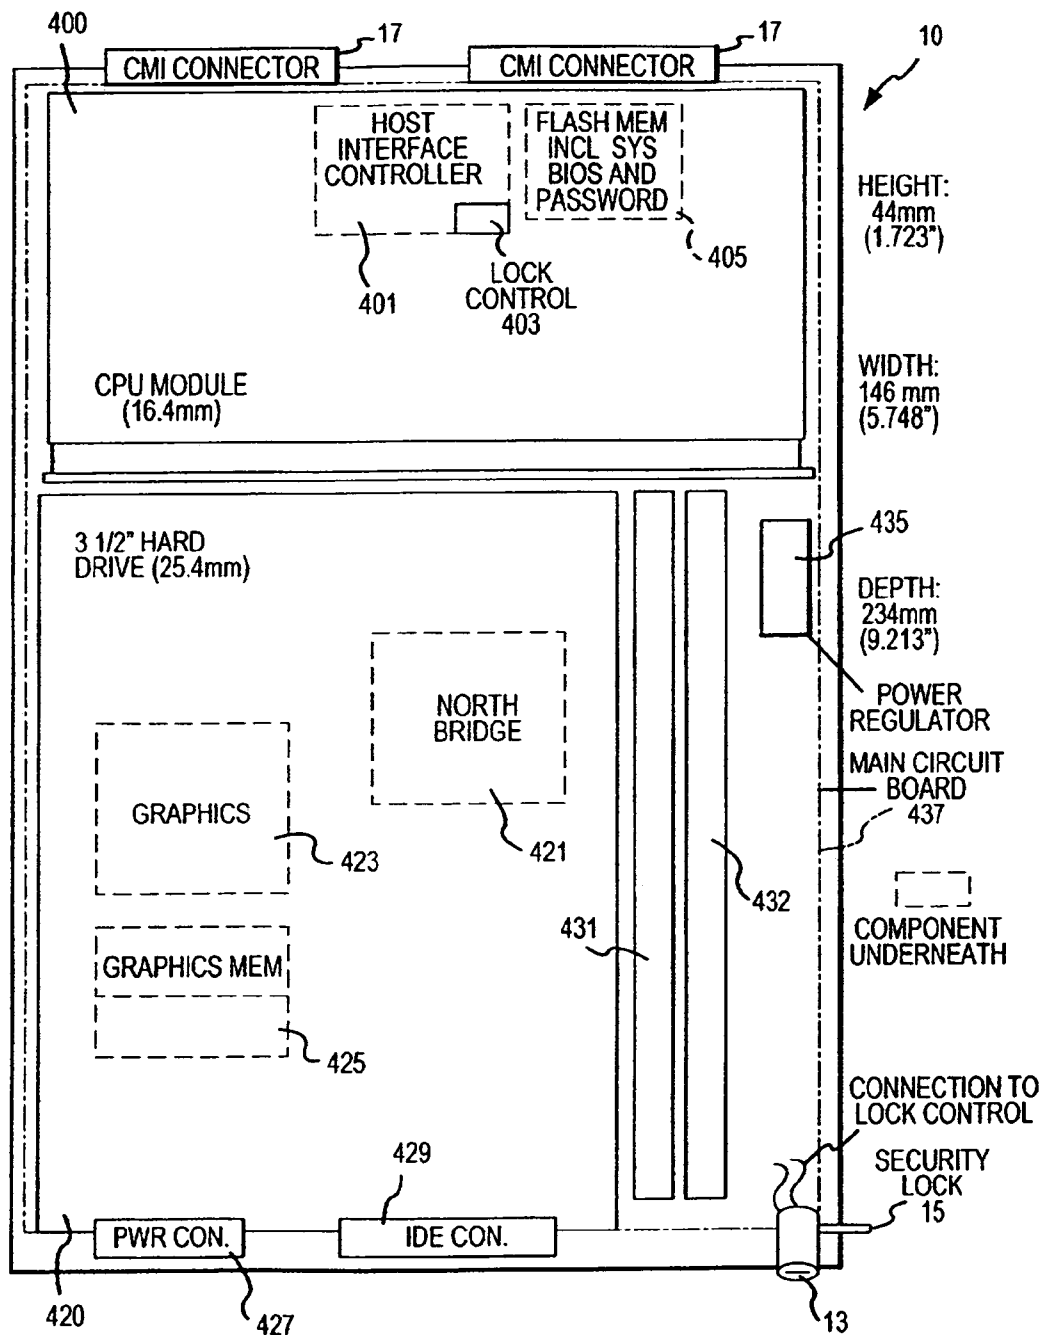 400
17
17
10
CMI CONNECTOR
CMI CONNECTOR
HOST
INTERFACE
CONTROLLER
FLASH MEM
INCL SYS
BIOS AND
PASSWORD
HEIGHT:
44mm
(1.723")
401
LOCK
CONTROL
403
405
CPU MODULE
(16.4mm)
WIDTH:
146 mm
(5.748")
3 1/2" HARD
DRIVE (25.4mm)
435
DEPTH:
234mm
(9.213")
NORTH
BRIDGE
POWER
REGULATOR
MAIN CIRCUIT
BOARD
437
GRAPHICS
423
421
432
431
COMPONENT
UNDERNEATH
GRAPHICS MEM
425
CONNECTION TO
LOCK CONTROL
429
SECURITY
LOCK
15
PWR CON.
IDE CON.
420
427
13